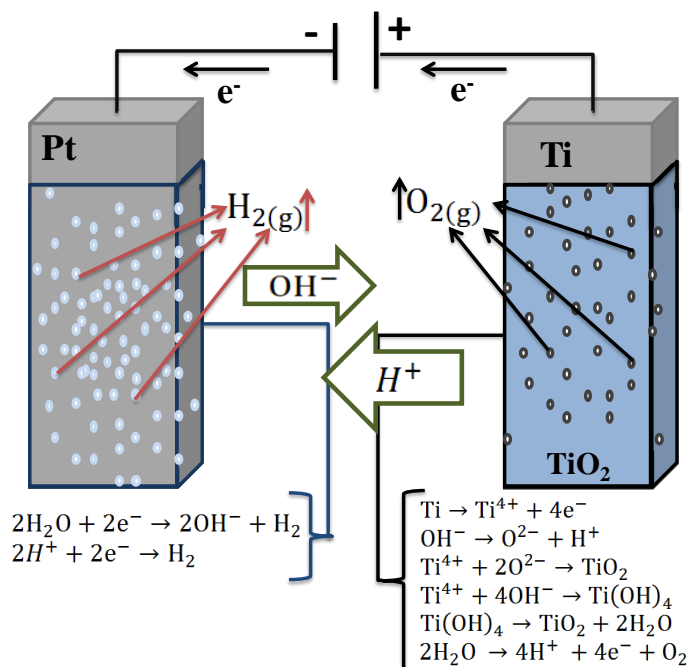 - +
e⁻ e⁻
Pt Ti
H₂(g)↑ ↑O₂(g)
OH⁻
H⁺
TiO₂
2H₂O + 2e⁻ → 2OH⁻ + H₂
2H⁺ + 2e⁻ → H₂
Ti → Ti⁴⁺ + 4e⁻
OH⁻ → O²⁻ + H⁺
Ti⁴⁺ + 2O²⁻ → TiO₂
Ti⁴⁺ + 4OH⁻ → Ti(OH)₄
Ti(OH)₄ → TiO₂ + 2H₂O
2H₂O → 4H⁺ + 4e⁻ + O₂